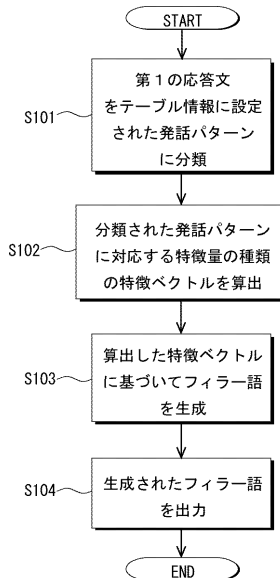 START
S101
第１の応答文
をテーブル情報に設定
された発話パターン
に分類
S102
分類された発話パターン
に対応する特徴量の種類
の特徴ベクトルを算出
S103
算出した特徴ベクトル
に基づいてフィラー語
を生成
S104
生成されたフィラー語
を出力
END